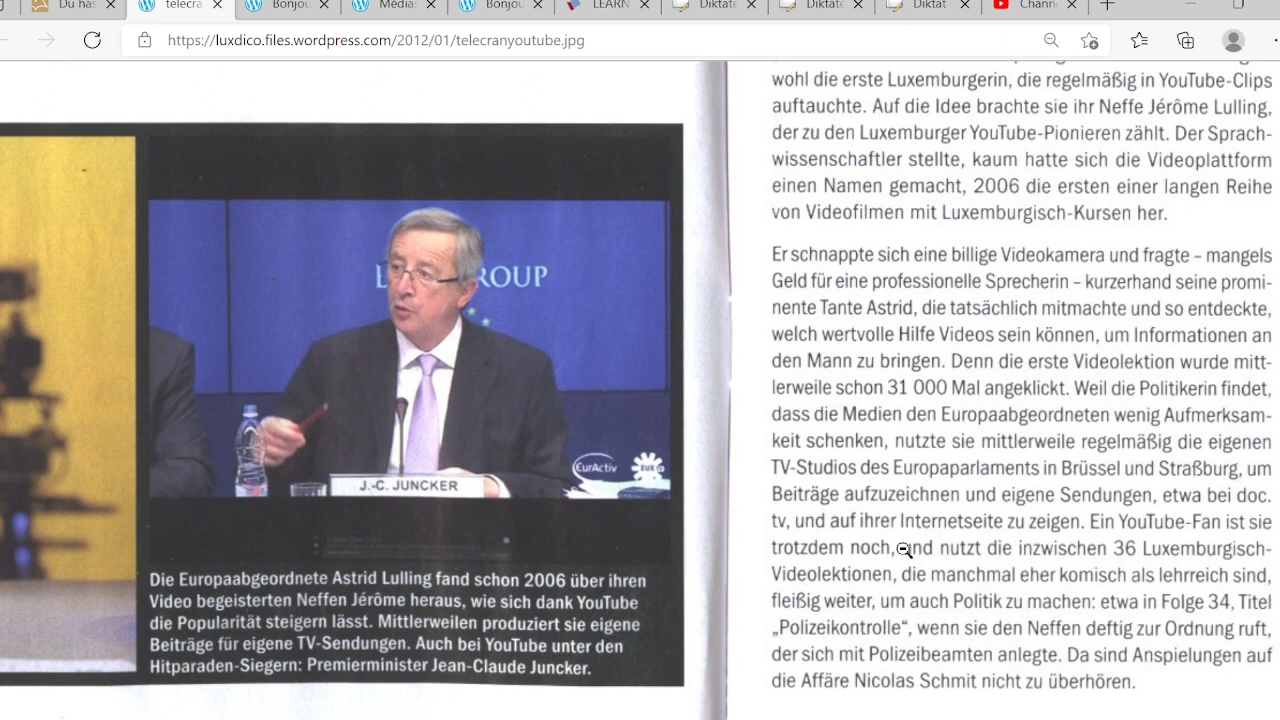 Du has
telecra
Bonjou
Médias
Bonjou
LEARN
Diktate
Diktate
Diktat
Chann
https://luxdico.files.wordpress.com/2012/01/telecranyoutube.jpg
ROUP
EurActiv
J.-C. JUNCKER
Die Europaabgeordnete Astrid Lulling fand schon 2006 über ihren
Video begeisterten Neffen Jérôme heraus, wie sich dank YouTube
die Popularität steigern lässt. Mittlerweilen produziert sie eigene
Beiträge für eigene TV-Sendungen. Auch bei YouTube unter den
Hitparaden-Siegern: Premierminister Jean-Claude Juncker.
wohl die erste Luxemburgerin, die regelmäßig in YouTube-Clips
auftauchte. Auf die Idee brachte sie ihr Neffe Jérôme Lulling,
der zu den Luxemburger YouTube-Pionieren zählt. Der Sprach-
wissenschaftler stellte, kaum hatte sich die Videoplattform
einen Namen gemacht, 2006 die ersten einer langen Reihe
von Videofilmen mit Luxemburgisch-Kursen her.
Er schnappte sich eine billige Videokamera und fragte – mangels
Geld für eine professionelle Sprecherin – kurzerhand seine promi-
nente Tante Astrid, die tatsächlich mitmachte und so entdeckte,
welch wertvolle Hilfe Videos sein können, um Informationen an
den Mann zu bringen. Denn die erste Videolektion wurde mitt-
lerweile schon 31 000 Mal angeklickt. Weil die Politikerin findet,
dass die Medien den Europaabgeordneten wenig Aufmerksam-
keit schenken, nutzte sie mittlerweile regelmäßig die eigenen
TV-Studios des Europaparlaments in Brüssel und Straßburg, um
Beiträge aufzuzeichnen und eigene Sendungen, etwa bei doc.
tv, und auf ihrer Internetseite zu zeigen. Ein YouTube-Fan ist sie
trotzdem noch, und nutzt die inzwischen 36 Luxemburgisch-
Videolektionen, die manchmal eher komisch als lehrreich sind,
fleißig weiter, um auch Politik zu machen: etwa in Folge 34, Titel
„Polizeikontrolle“, wenn sie den Neffen deftig zur Ordnung ruft,
der sich mit Polizeibeamten anlegte. Da sind Anspielungen auf
die Affäre Nicolas Schmit nicht zu überhören.